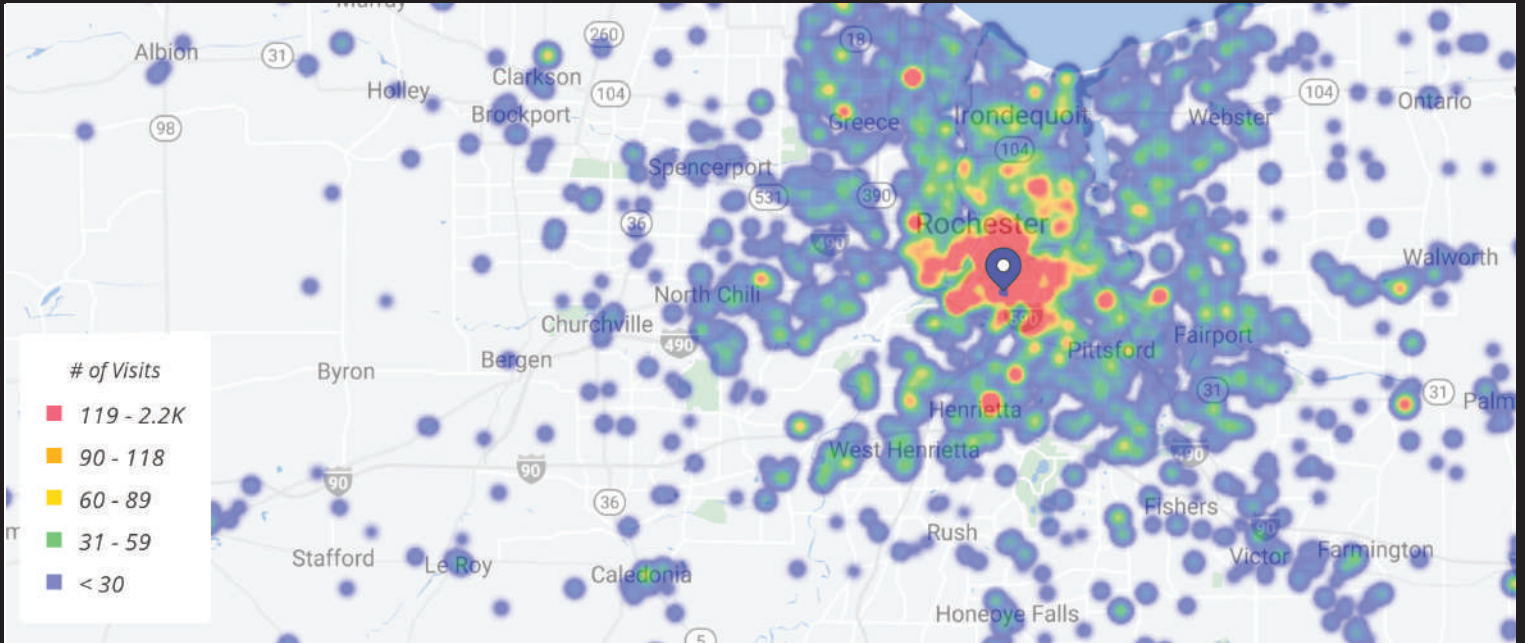 Albion
31
260
Clarkson
18
Holley
104
Brockport
98
Greece
Irondequoit
104
Webster
104
Ontario
Spencerport
531
390
104
36
Rochester
490
Walworth
North Chili
Churchville
490
590
Pittsford
Fairport
Byron
Bergen
# of Visits
119 - 2.2K
90 - 118
60 - 89
31 - 59
< 30
Henrietta
31
31
Palm
West Henrietta
490
90
90
36
Rush
Fishers
90
Victor
Farmington
Stafford
Le Roy
Caledonia
Honeoye Falls
5